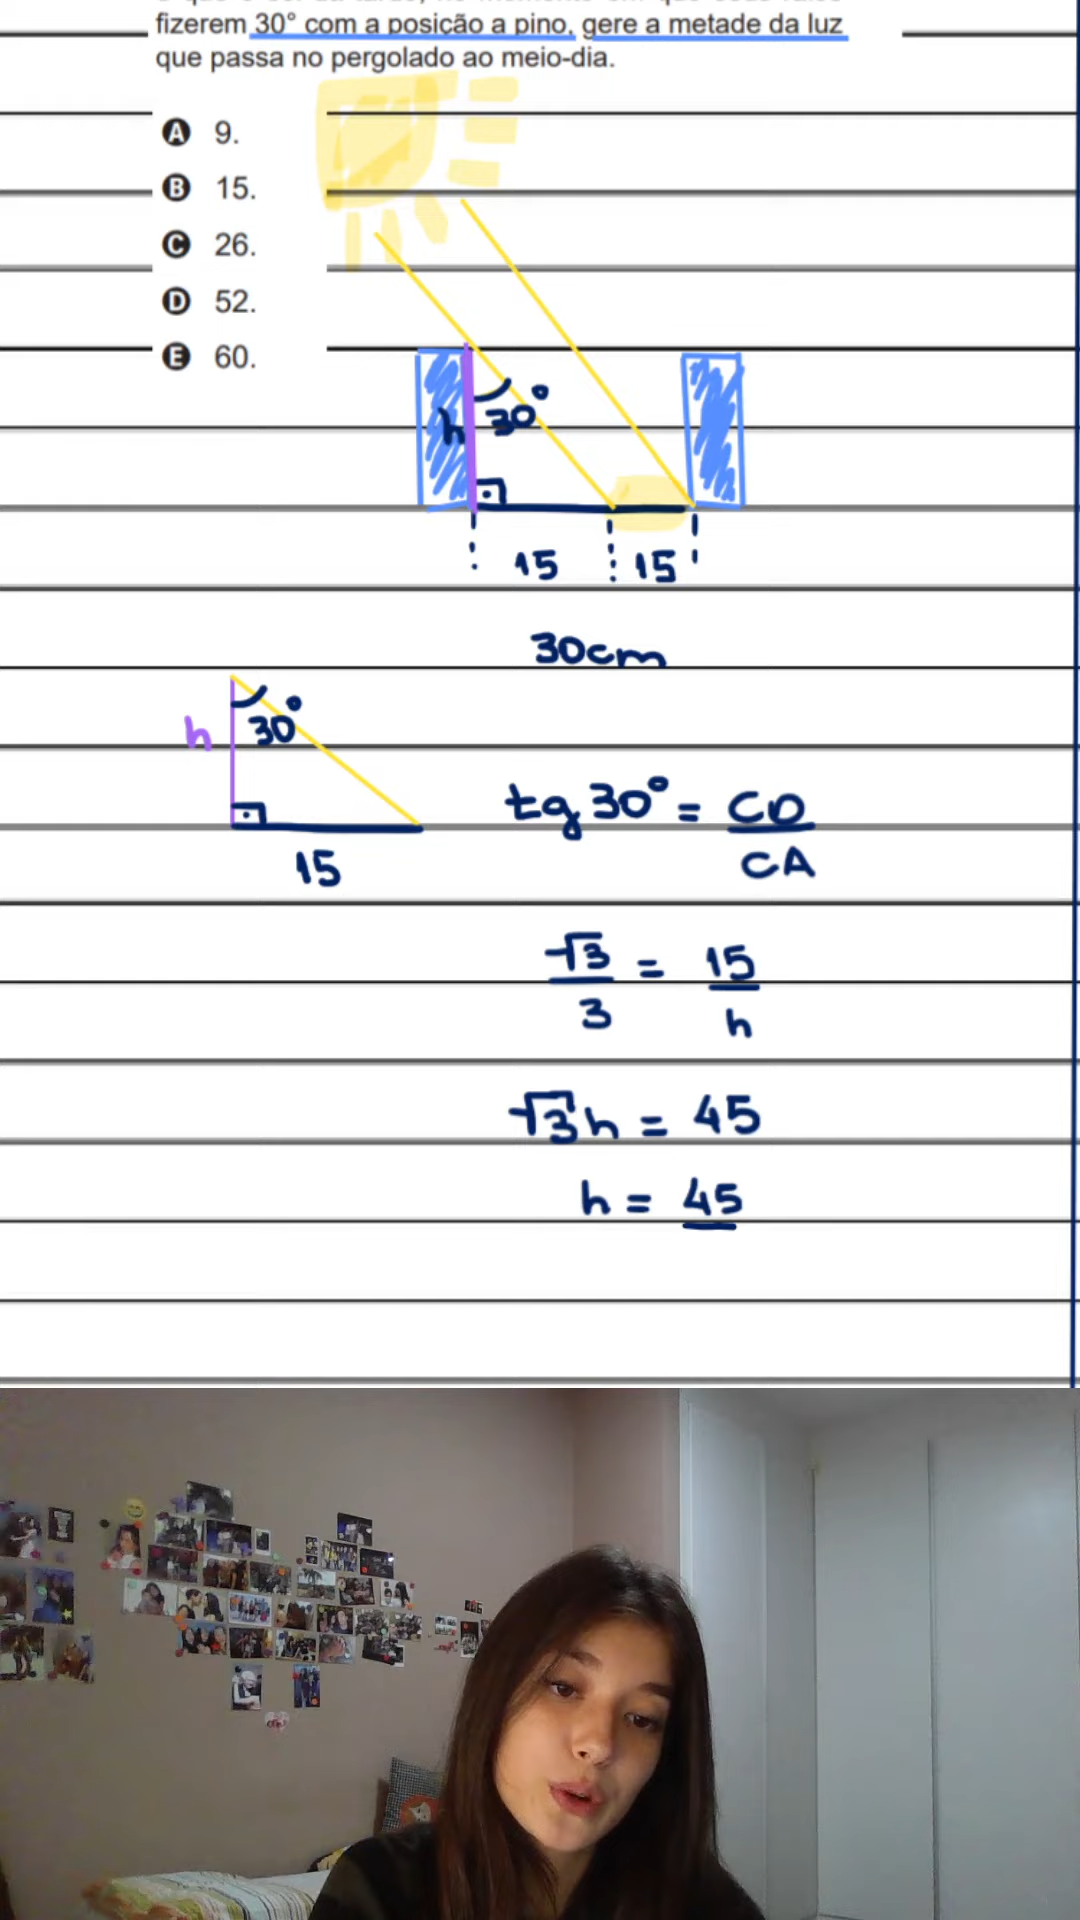 fizerem 30° com a posição a pino, gere a metade da luz
que passa no pergolado ao meio-dia.
A 9.
B 15.
C 26.
D 52.
E 60.
h 30°
15 15
30cm
h 30°
15
tg 30° = CO/CA
√3/3 = 15/h
√3 h = 45
h = 45